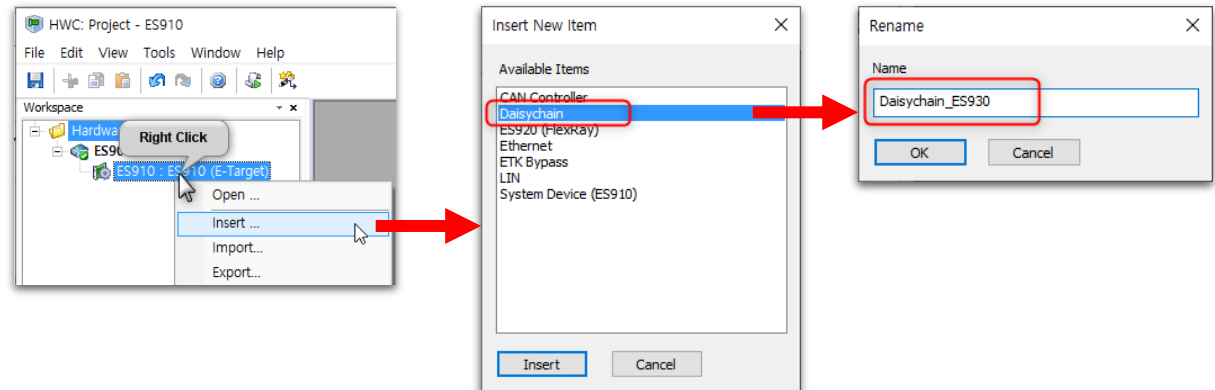 HWC: Project - ES910
File Edit View Tools Window Help
Workspace
Hardwa
Right Click
ES90
ES910 : ES910 (E-Target)
Open ...
Insert ...
Import...
Export...
Insert New Item
Available Items
CAN Controller
Daisychain
ES920 (FlexRay)
Ethernet
ETK Bypass
LIN
System Device (ES910)
Insert Cancel
Rename
Name
Daisychain_ES930
OK Cancel